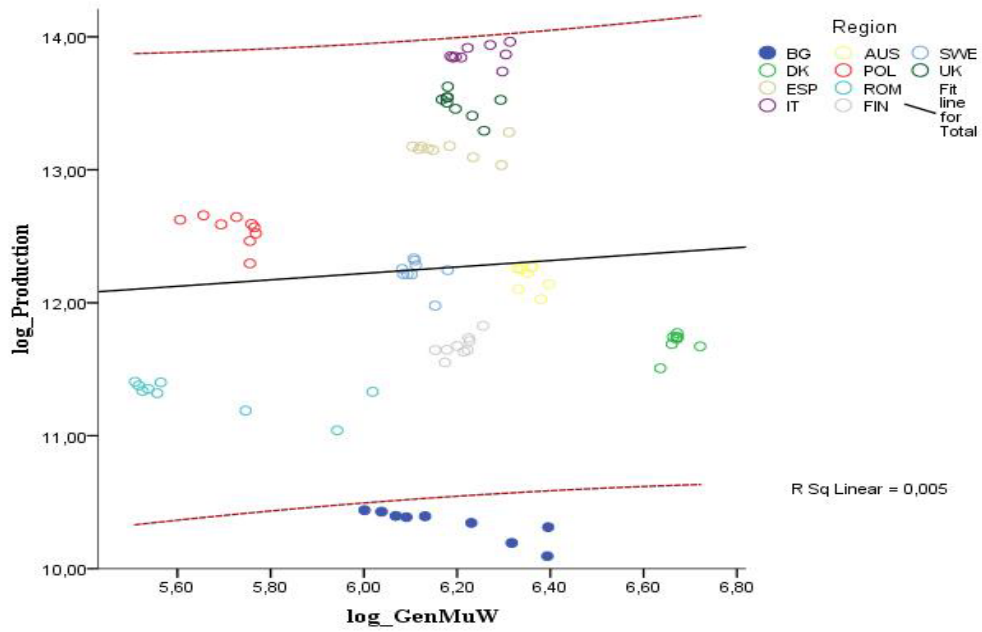 14,00
13,00
12,00
11,00
10,00
log_Production
5,60
5,80
6,00
6,20
6,40
6,60
6,80
log_GenMuW
Region
BG
DK
ESP
IT
AUS
POL
ROM
FIN
SWE
UK
Fit
line
for
Total
R Sq Linear = 0,005